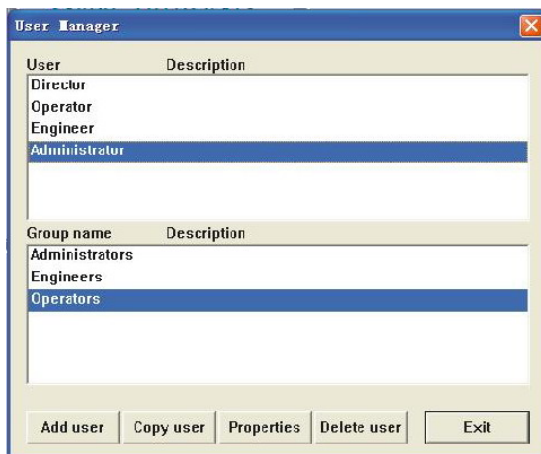 User Manager
User Description
Director
Operator
Engineer
Administrator
Group name Description
Administrators
Engineers
Operators
Add user Copy user Properties Delete user Exit